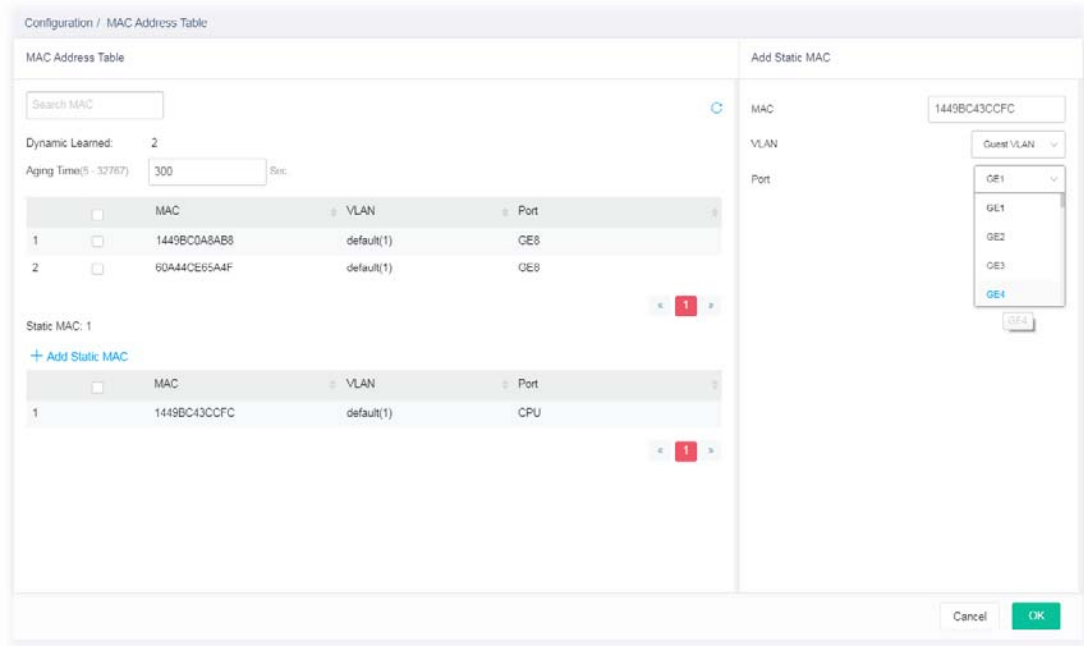 Configuration / MAC Address Table
MAC Address Table
Search MAC
Dynamic Learned: 2
Aging Time(5 - 32767) 300 Sec
MAC VLAN Port
1 1449BC0A8AB8 default(1) GE8
2 60A44CE65A4F default(1) GE8
« 1 »
Static MAC: 1
+ Add Static MAC
MAC VLAN Port
1 1449BC43CCFC default(1) CPU
« 1 »
Add Static MAC
MAC 1449BC43CCFC
VLAN Guest VLAN
Port GE1
GE1
GE2
GE3
GE4
GE4
Cancel OK